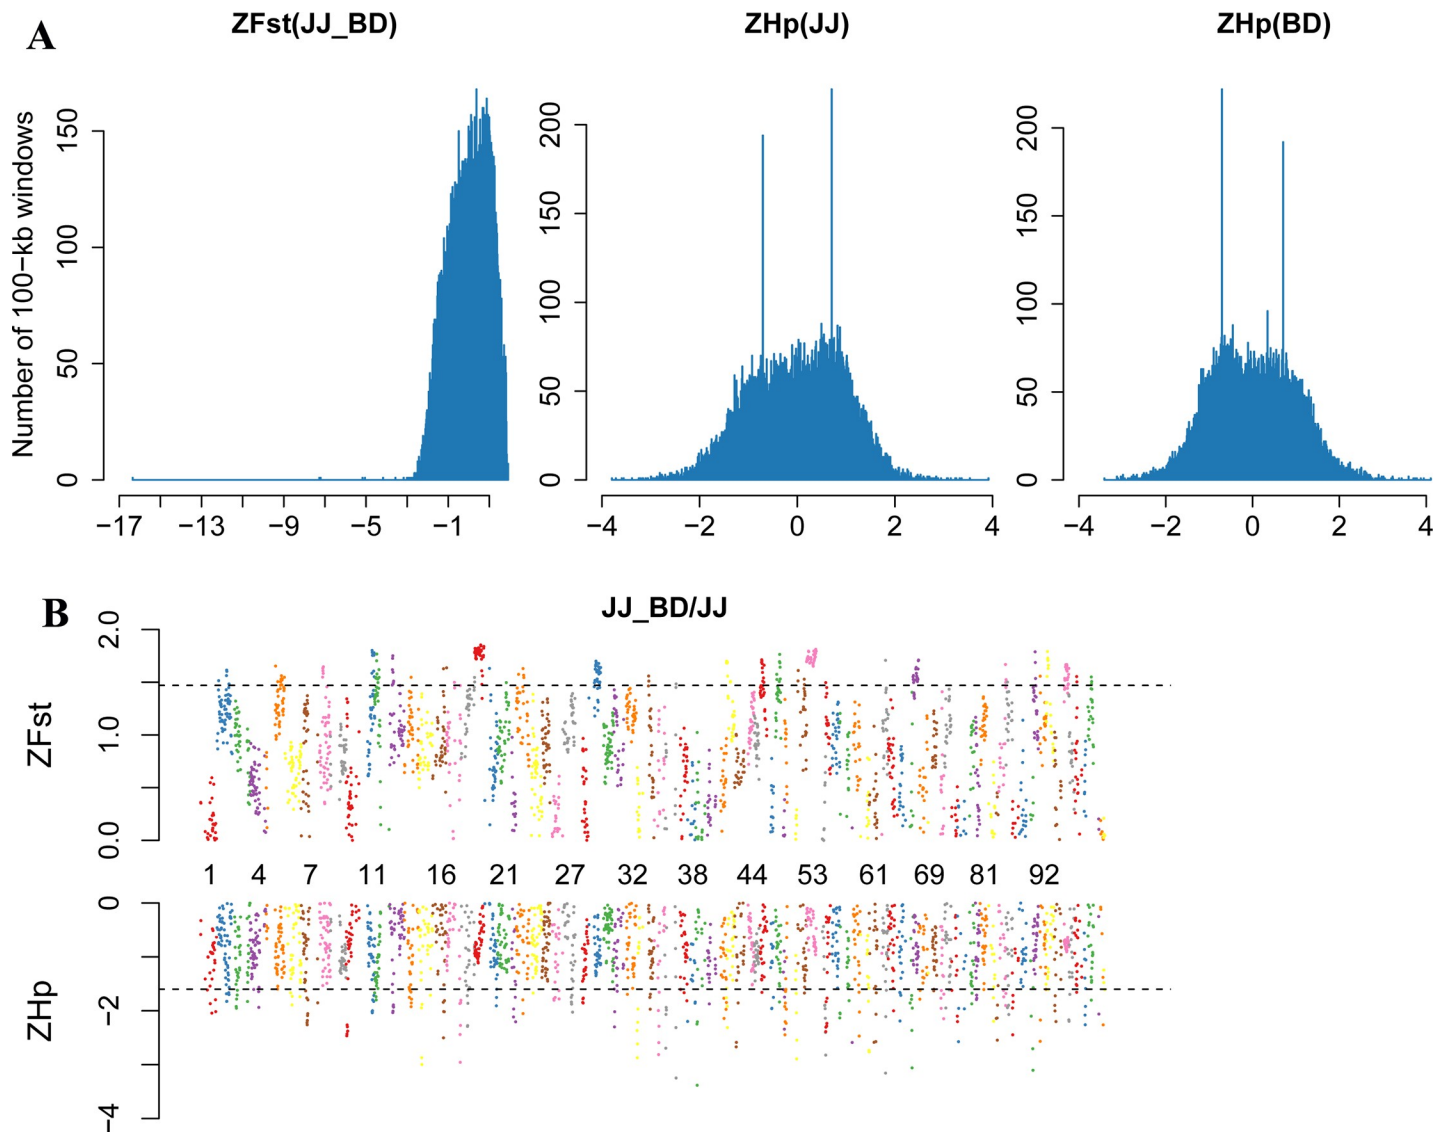 A
ZFst(JJ_BD)
ZHp(JJ)
ZHp(BD)
Number of 100−kb windows
0 50 100 150
−17 −13 −9 −5 −1
0 50 100 150 200
−4 −2 0 2 4
0 50 100 150 200
−4 −2 0 2 4
B
JJ_BD/JJ
ZFst
0.0 1.0 2.0
1 4 7 11 16 21 27 32 38 44 53 61 69 81 92
ZHp
0 −2 −4